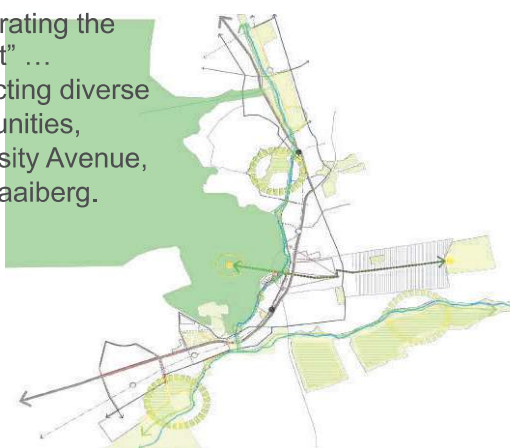 rating the
t” …
cting diverse
unities,
sity Avenue,
aaiberg.